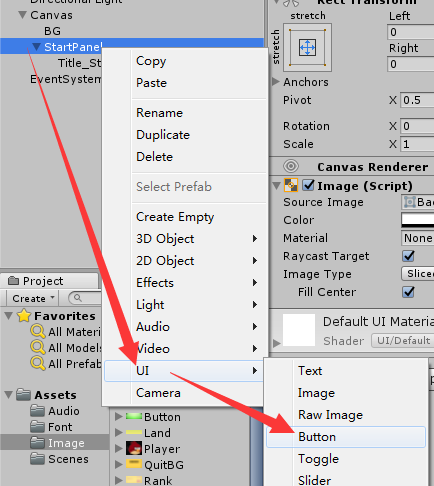 Directional Light
Canvas
BG
StartPanel
Title_St
EventSystem
Copy
Paste
Rename
Duplicate
Delete
Select Prefab
Create Empty
3D Object
2D Object
Effects
Light
Audio
Video
UI
Camera
Text
Image
Raw Image
Button
Toggle
Slider
Rect Transform
stretch
stretch
Left
0
Right
0
Anchors
Pivot X 0.5
Rotation X 0
Scale X 1
Canvas Renderer
Image (Script)
Source Image Bac
Color
Material None
Raycast Target
Image Type Sliced
Fill Center
Default UI Materia
Shader UI/Default
Project
Create
Favorites
All Materi
All Models
All Prefab
Assets
Audio
Font
Image
Scenes
Button
Land
Player
QuitBG
Rank